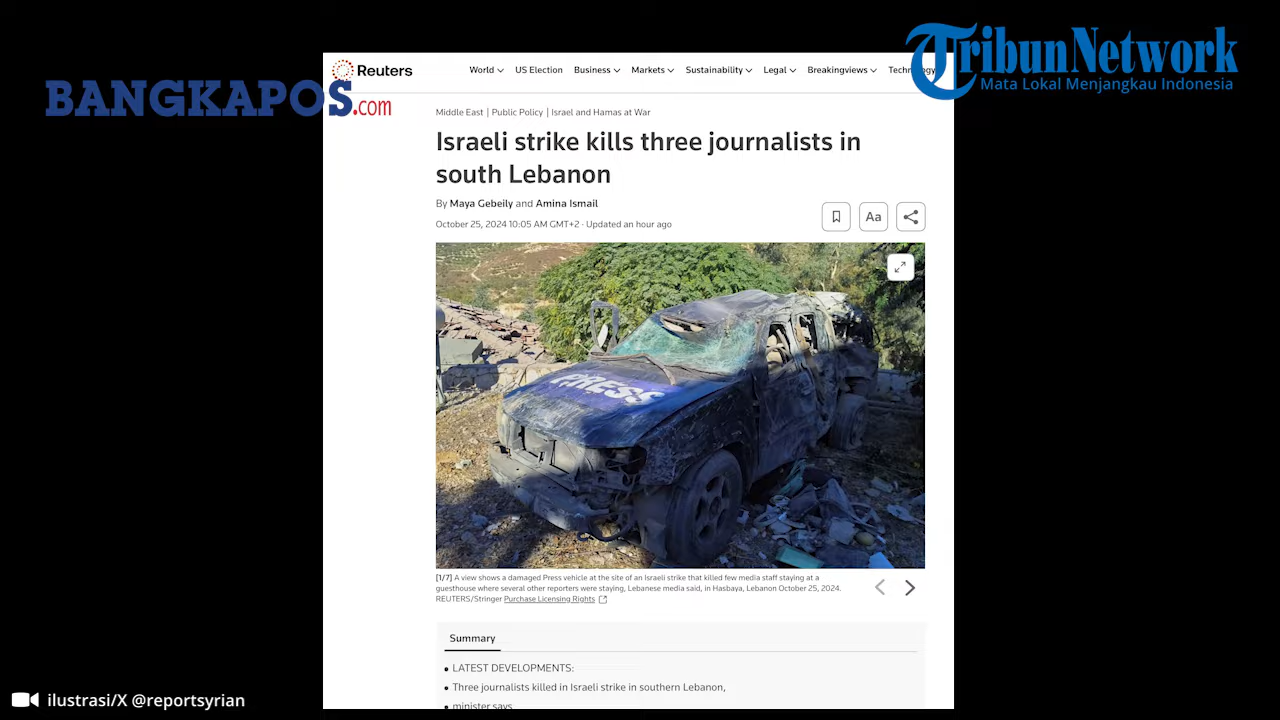 BANGKAPOS.com
TribunNetwork
Mata Lokal Menjangkau Indonesia
Reuters
World US Election Business Markets Sustainability Legal Breakingviews Technology
Middle East | Public Policy | Israel and Hamas at War
Israeli strike kills three journalists in
south Lebanon
By Maya Gebeily and Amina Ismail
October 25, 2024 10:05 AM GMT+2 · Updated an hour ago
Aa
PRESS
[1/7] A view shows a damaged Press vehicle at the site of an Israeli strike that killed few media staff staying at a
guesthouse where several other reporters were staying, Lebanese media said, in Hasbaya, Lebanon October 25, 2024.
REUTERS/Stringer Purchase Licensing Rights
Summary
LATEST DEVELOPMENTS:
Three journalists killed in Israeli strike in southern Lebanon,
minister says
ilustrasi/X @reportsyrian